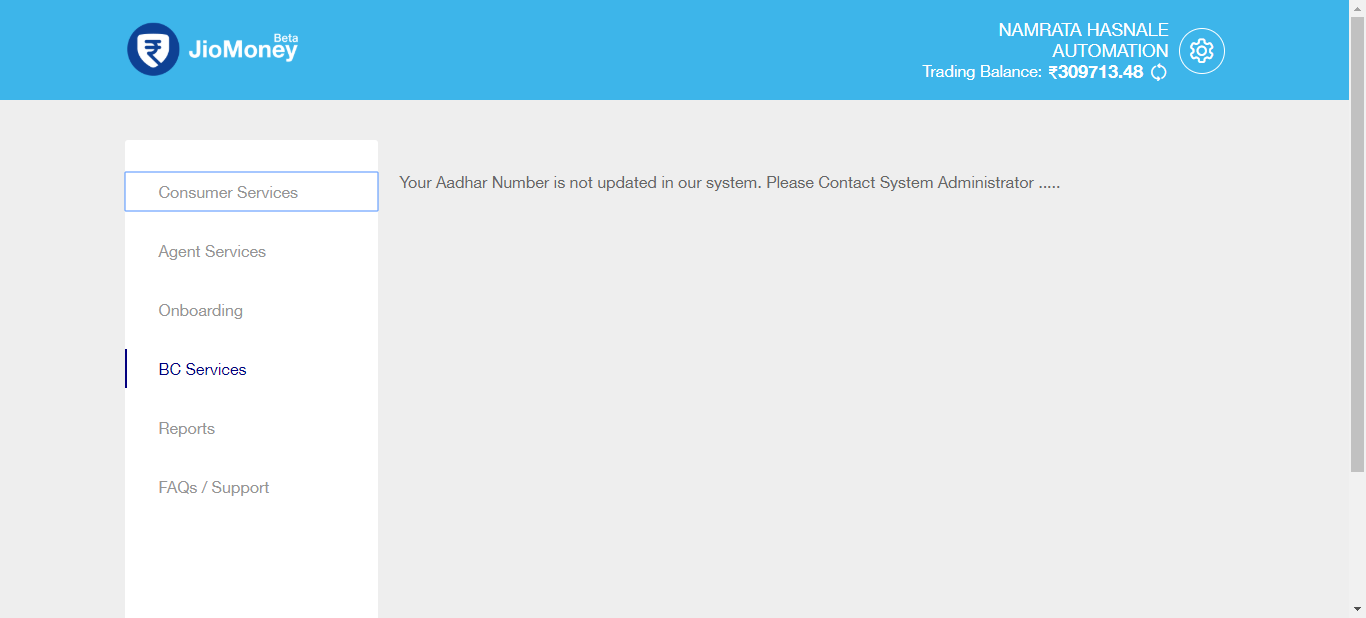 Beta
JioMoney
NAMRATA HASNALE
AUTOMATION
Trading Balance: ₹309713.48
Consumer Services
Your Aadhar Number is not updated in our system. Please Contact System Administrator .....
Agent Services
Onboarding
BC Services
Reports
FAQs / Support